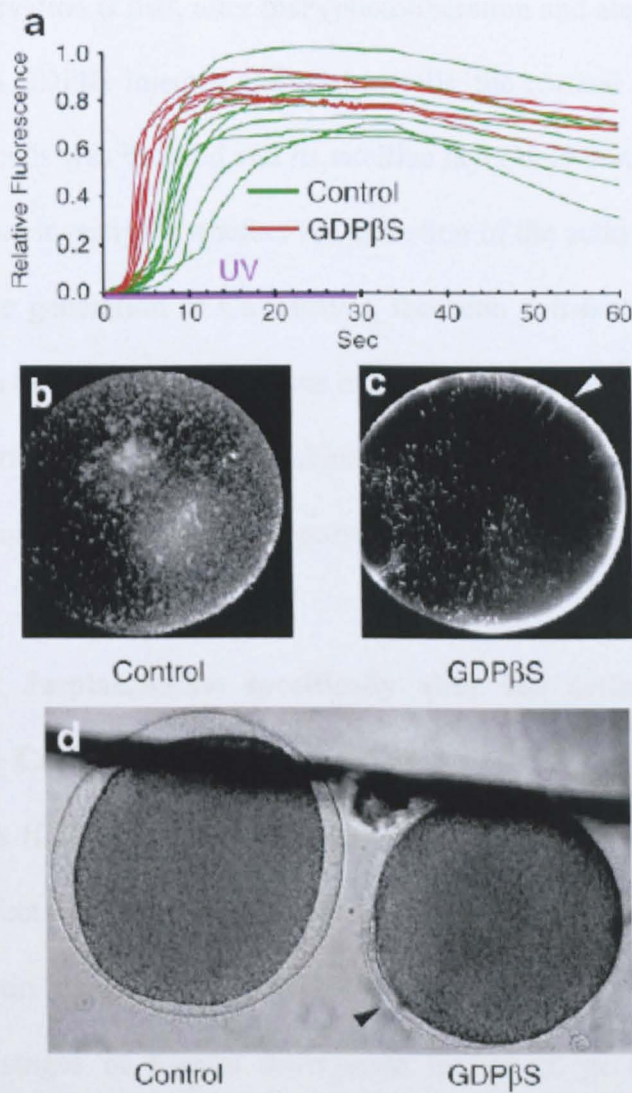 a
Relative Fluorescence
1.0
0.8
0.6
0.4
0.2
0.0
Control
GDPβS
UV
0 10 20 30 40 50 60
Sec
b
c
Control GDPβS
d
Control GDPβS